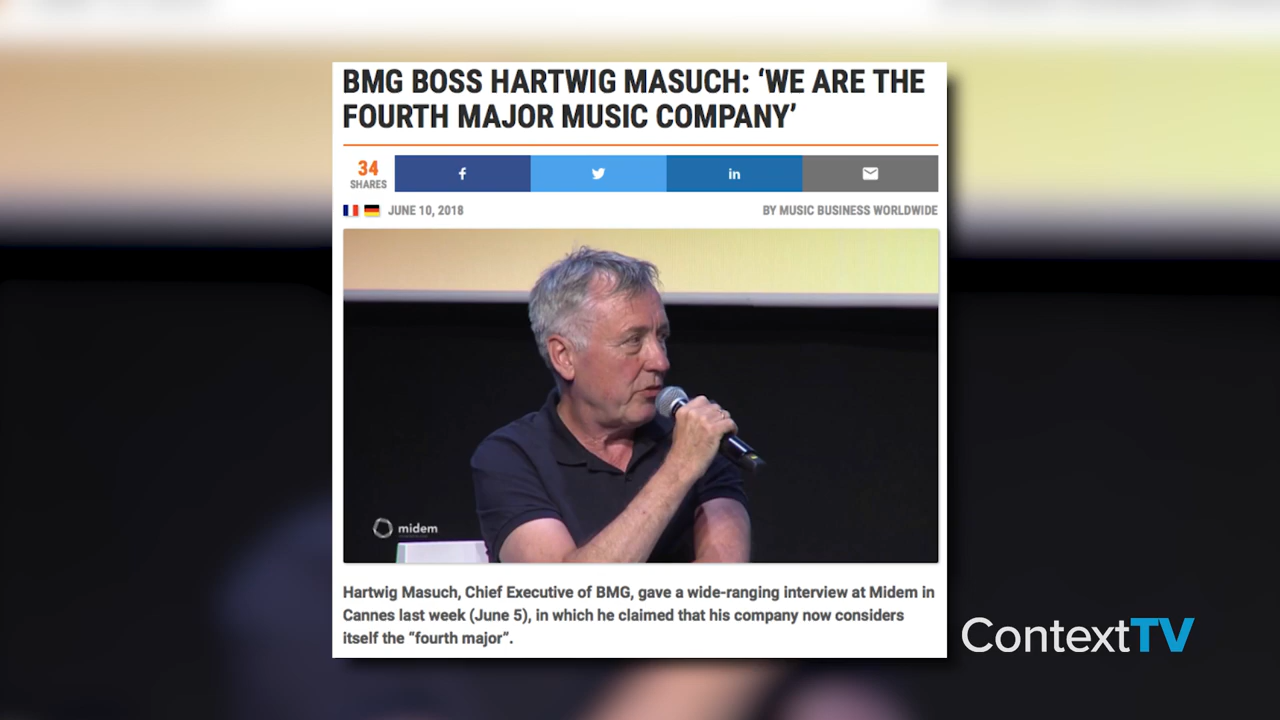 BMG BOSS HARTWIG MASUCH: ‘WE ARE THE
FOURTH MAJOR MUSIC COMPANY’
34
SHARES
f
in
JUNE 10, 2018
BY MUSIC BUSINESS WORLDWIDE
midem
Hartwig Masuch, Chief Executive of BMG, gave a wide-ranging interview at Midem in
Cannes last week (June 5), in which he claimed that his company now considers
itself the “fourth major”.
ContextTV